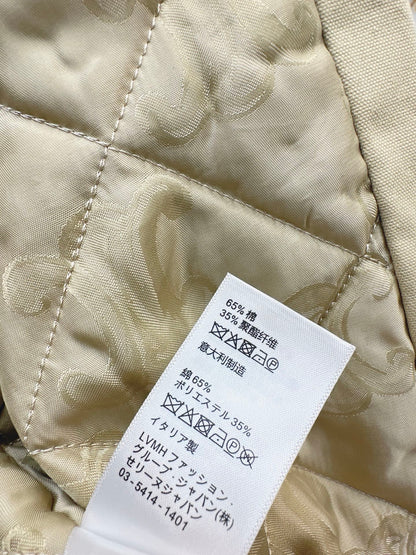 65% 棉
35% 聚酯纤维
意大利制造
綿 65%
ポリエステル 35%
イタリア製
LVMH ファッション・
グループ・ジャパン(株)
セリーヌジャパン
03-5414-1401